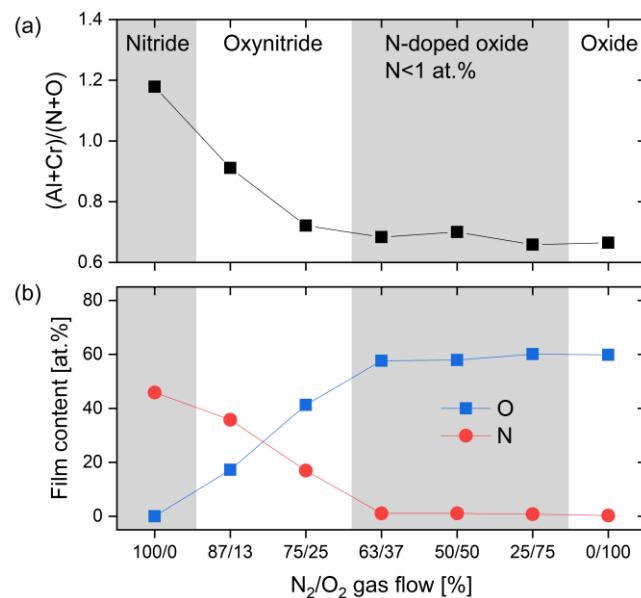 (a)
1.4
1.2
1.0
0.8
0.6
(Al+Cr)/(N+O)
Nitride
Oxynitride
N-doped oxide
N<1 at.%
Oxide
(b)
80
60
40
20
0
Film content [at.%]
O
N
100/0 87/13 75/25 63/37 50/50 25/75 0/100
N₂/O₂ gas flow [%]